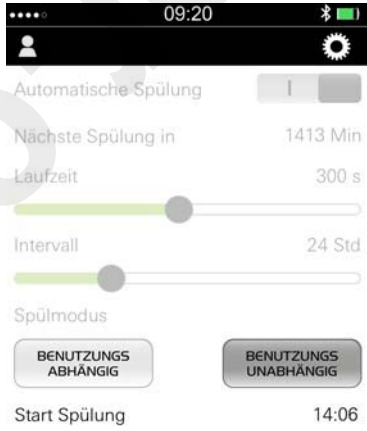 09:20
Automatische Spülung
Nächste Spülung in 1413 Min
Laufzeit 300 s
Intervall 24 Std
Spülmodus
BENUTZUNGS BENUTZUNGS
ABHÄNGIG UNABHÄNGIG
Start Spülung 14:06